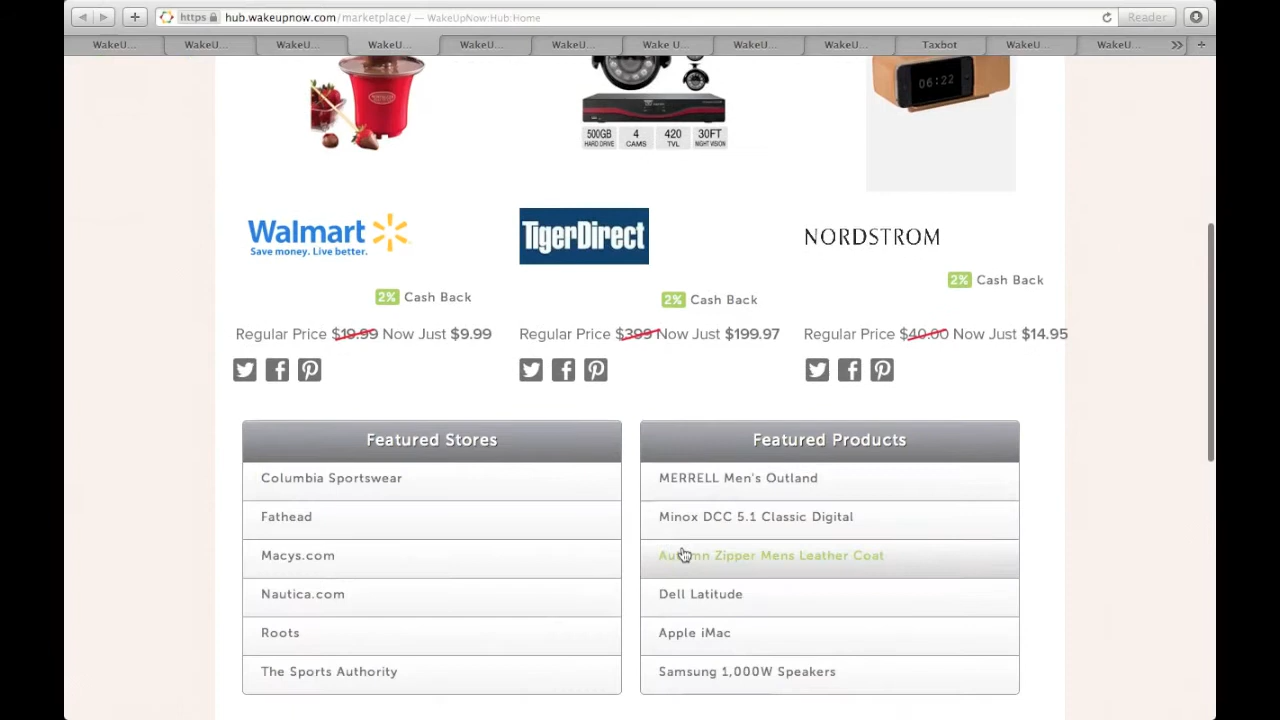 https hub.wakeupnow.com/marketplace/ — WakeUpNow:Hub:Home Reader
WakeU... WakeU... WakeU... WakeU... WakeU... WakeU... Wake U... WakeU... WakeU... Taxbot WakeU... WakeU...
06:22
500GB HARD DRIVE 4 CAMS 420 TVL 30FT NIGHT VISION
Walmart
Save money. Live better.
TigerDirect
NORDSTROM
2% Cash Back
2% Cash Back
2% Cash Back
Regular Price $19.99 Now Just $9.99
Regular Price $399 Now Just $199.97
Regular Price $40.00 Now Just $14.95
Featured Stores
Columbia Sportswear
Fathead
Macys.com
Nautica.com
Roots
The Sports Authority
Featured Products
MERRELL Men's Outland
Minox DCC 5.1 Classic Digital
Autumn Zipper Mens Leather Coat
Dell Latitude
Apple iMac
Samsung 1,000W Speakers